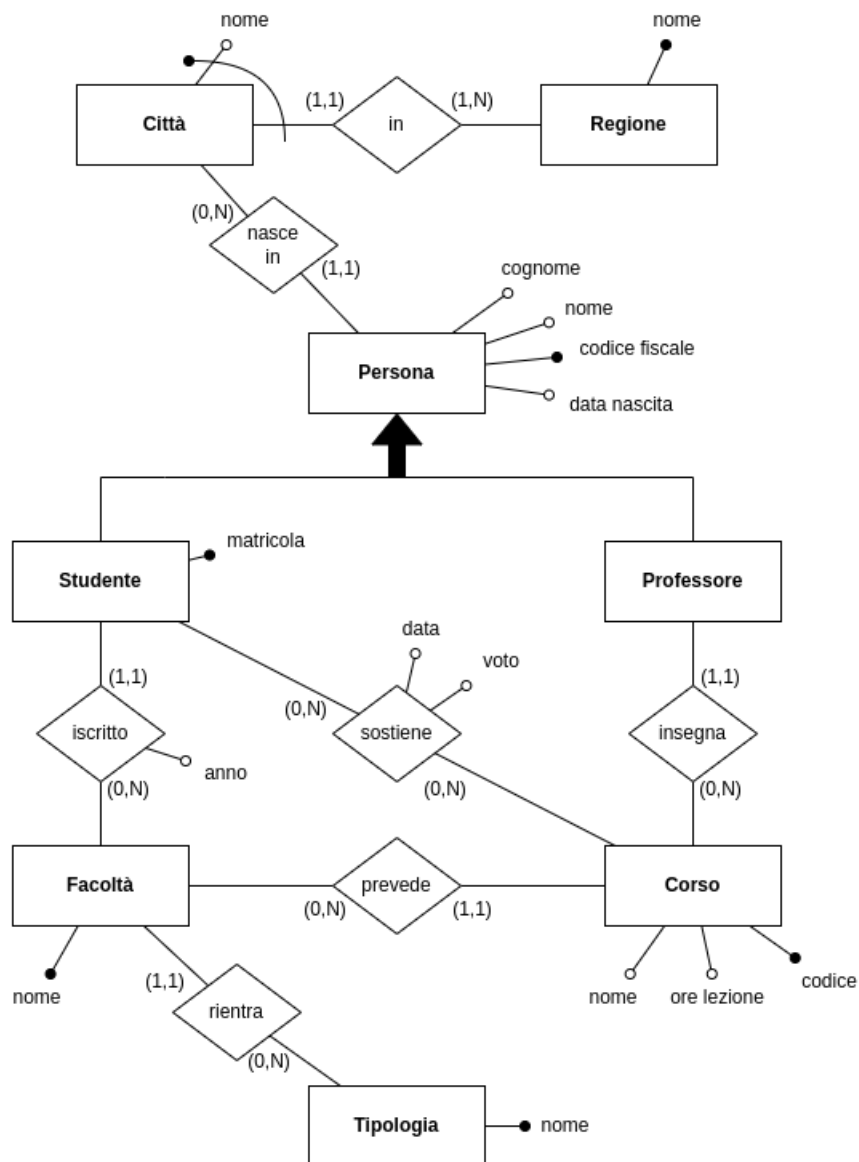 nome
nome
(1,1)
(1,N)
Città
in
Regione
(0,N)
nasce
in
(1,1)
cognome
nome
codice fiscale
data nascita
Persona
matricola
Studente
Professore
data
voto
(1,1)
(0,N)
(1,1)
iscritto
sostiene
insegna
anno
(0,N)
(0,N)
(0,N)
Facoltà
prevede
Corso
(0,N)
(1,1)
nome
(1,1)
nome
ore lezione
codice
rientra
(0,N)
Tipologia
nome